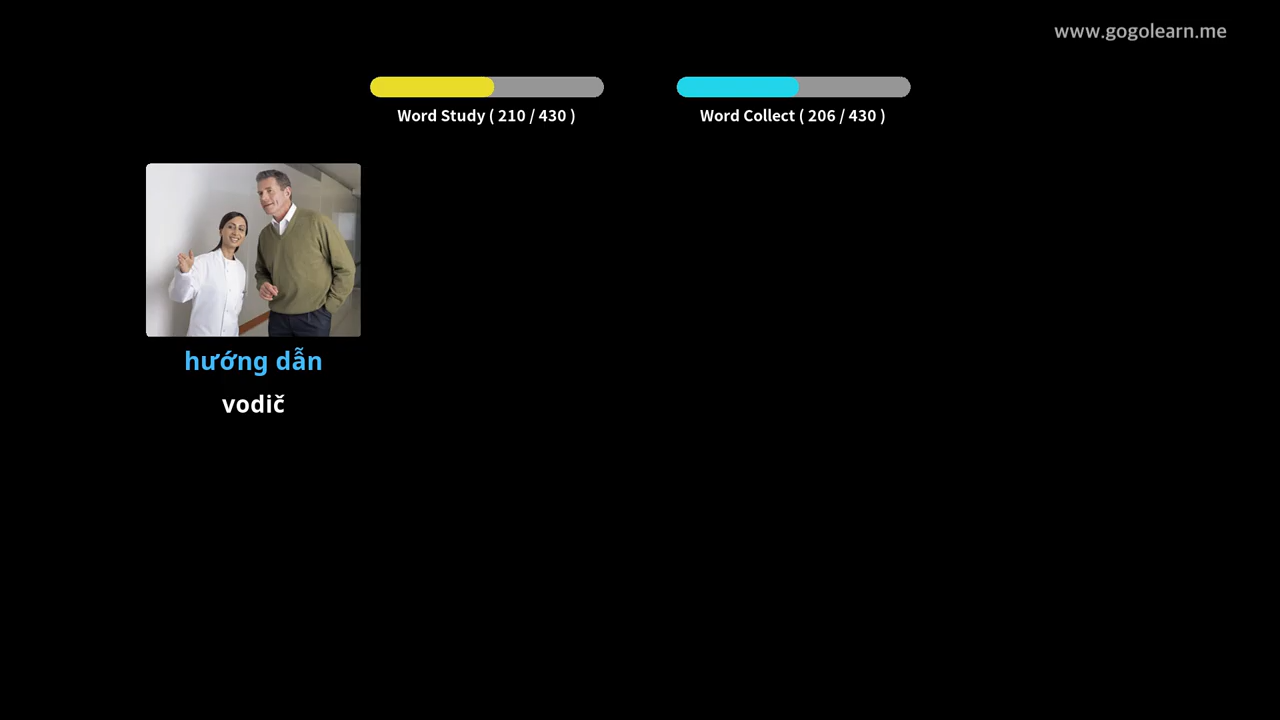 www.gogolearn.me
Word Study ( 210 / 430 )
Word Collect ( 206 / 430 )
hướng dẫn
vodič